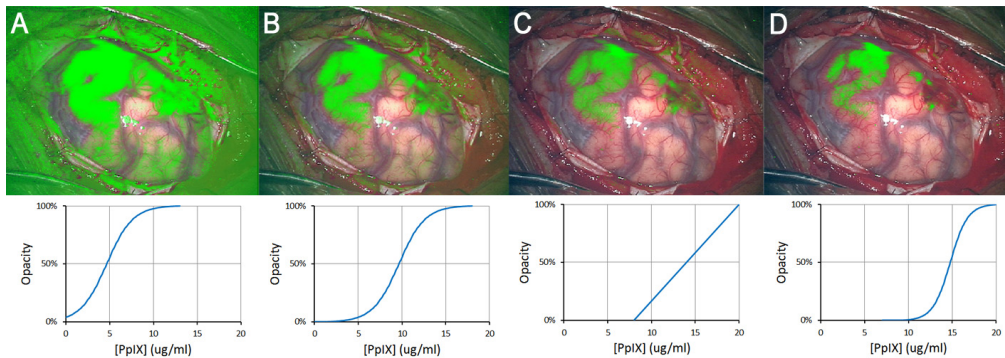 A B C D
100% 100% 100% 100%
Opacity Opacity Opacity Opacity
50% 50% 50% 50%
0% 0% 0% 0%
0 5 10 15 20 0 5 10 15 20 0 5 10 15 20 0 5 10 15 20
[PpIX] (ug/ml) [PpIX] (ug/ml) [PpIX] (ug/ml) [PpIX] (ug/ml)